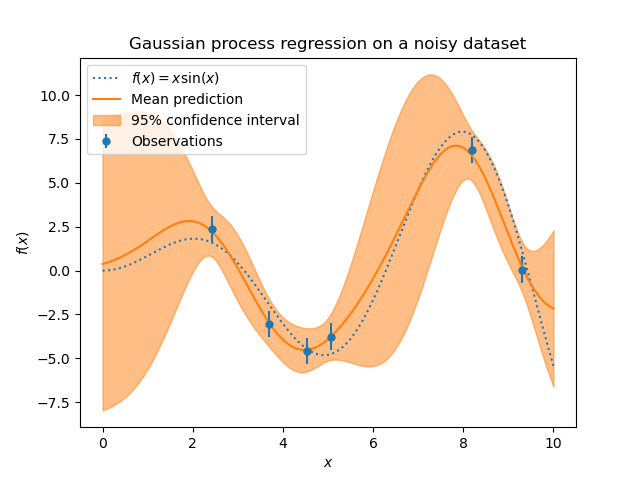 Gaussian process regression on a noisy dataset
f(x) = x sin(x)
Mean prediction
95% confidence interval
Observations
10.0
7.5
5.0
2.5
0.0
−2.5
−5.0
−7.5
f(x)
0 2 4 6 8 10
x